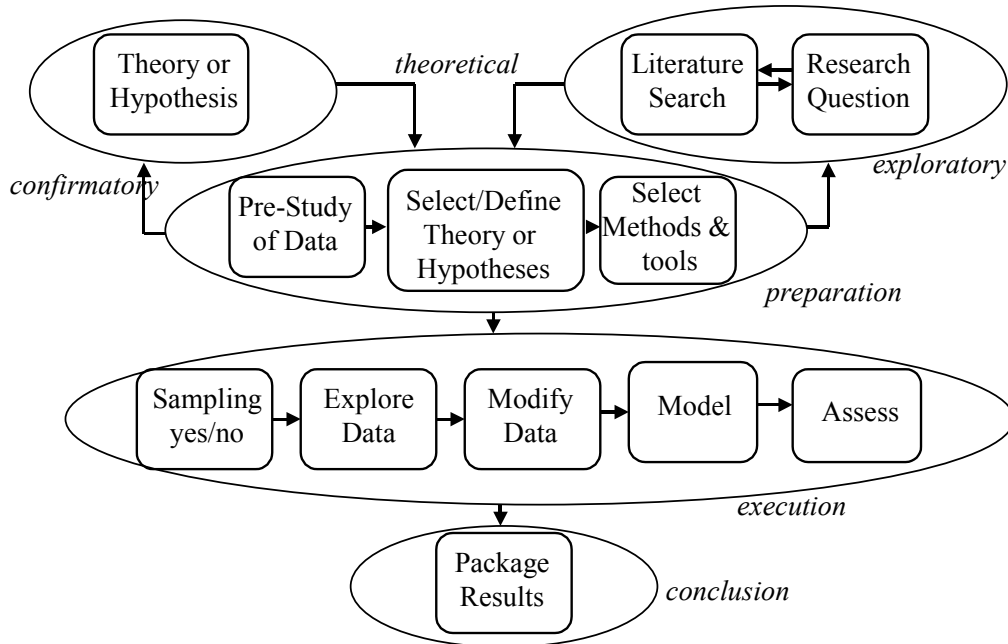 Theory or
Hypothesis
theoretical
Literature
Search
Research
Question
confirmatory
exploratory
Pre-Study
of Data
Select/Define
Theory or
Hypotheses
Select
Methods &
tools
preparation
Sampling
yes/no
Explore
Data
Modify
Data
Model
Assess
execution
Package
Results
conclusion